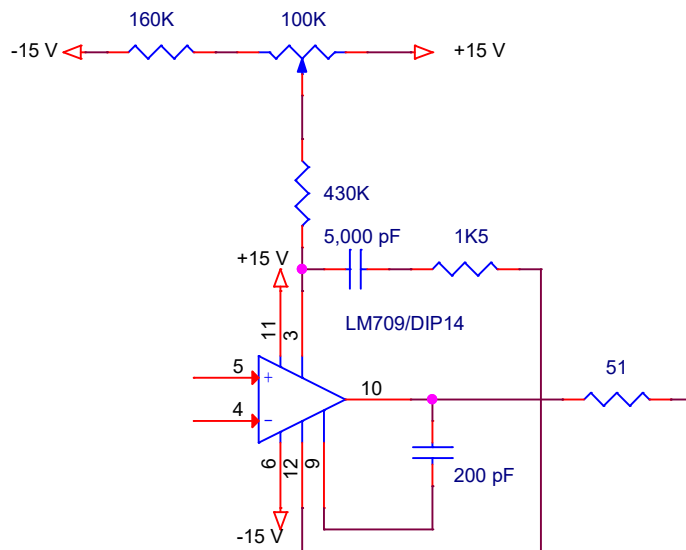 160K
100K
-15 V
+15 V
430K
5,000 pF
1K5
+15 V
LM709/DIP14
11
3
5
+
10
51
4
-
6
12
9
200 pF
-15 V